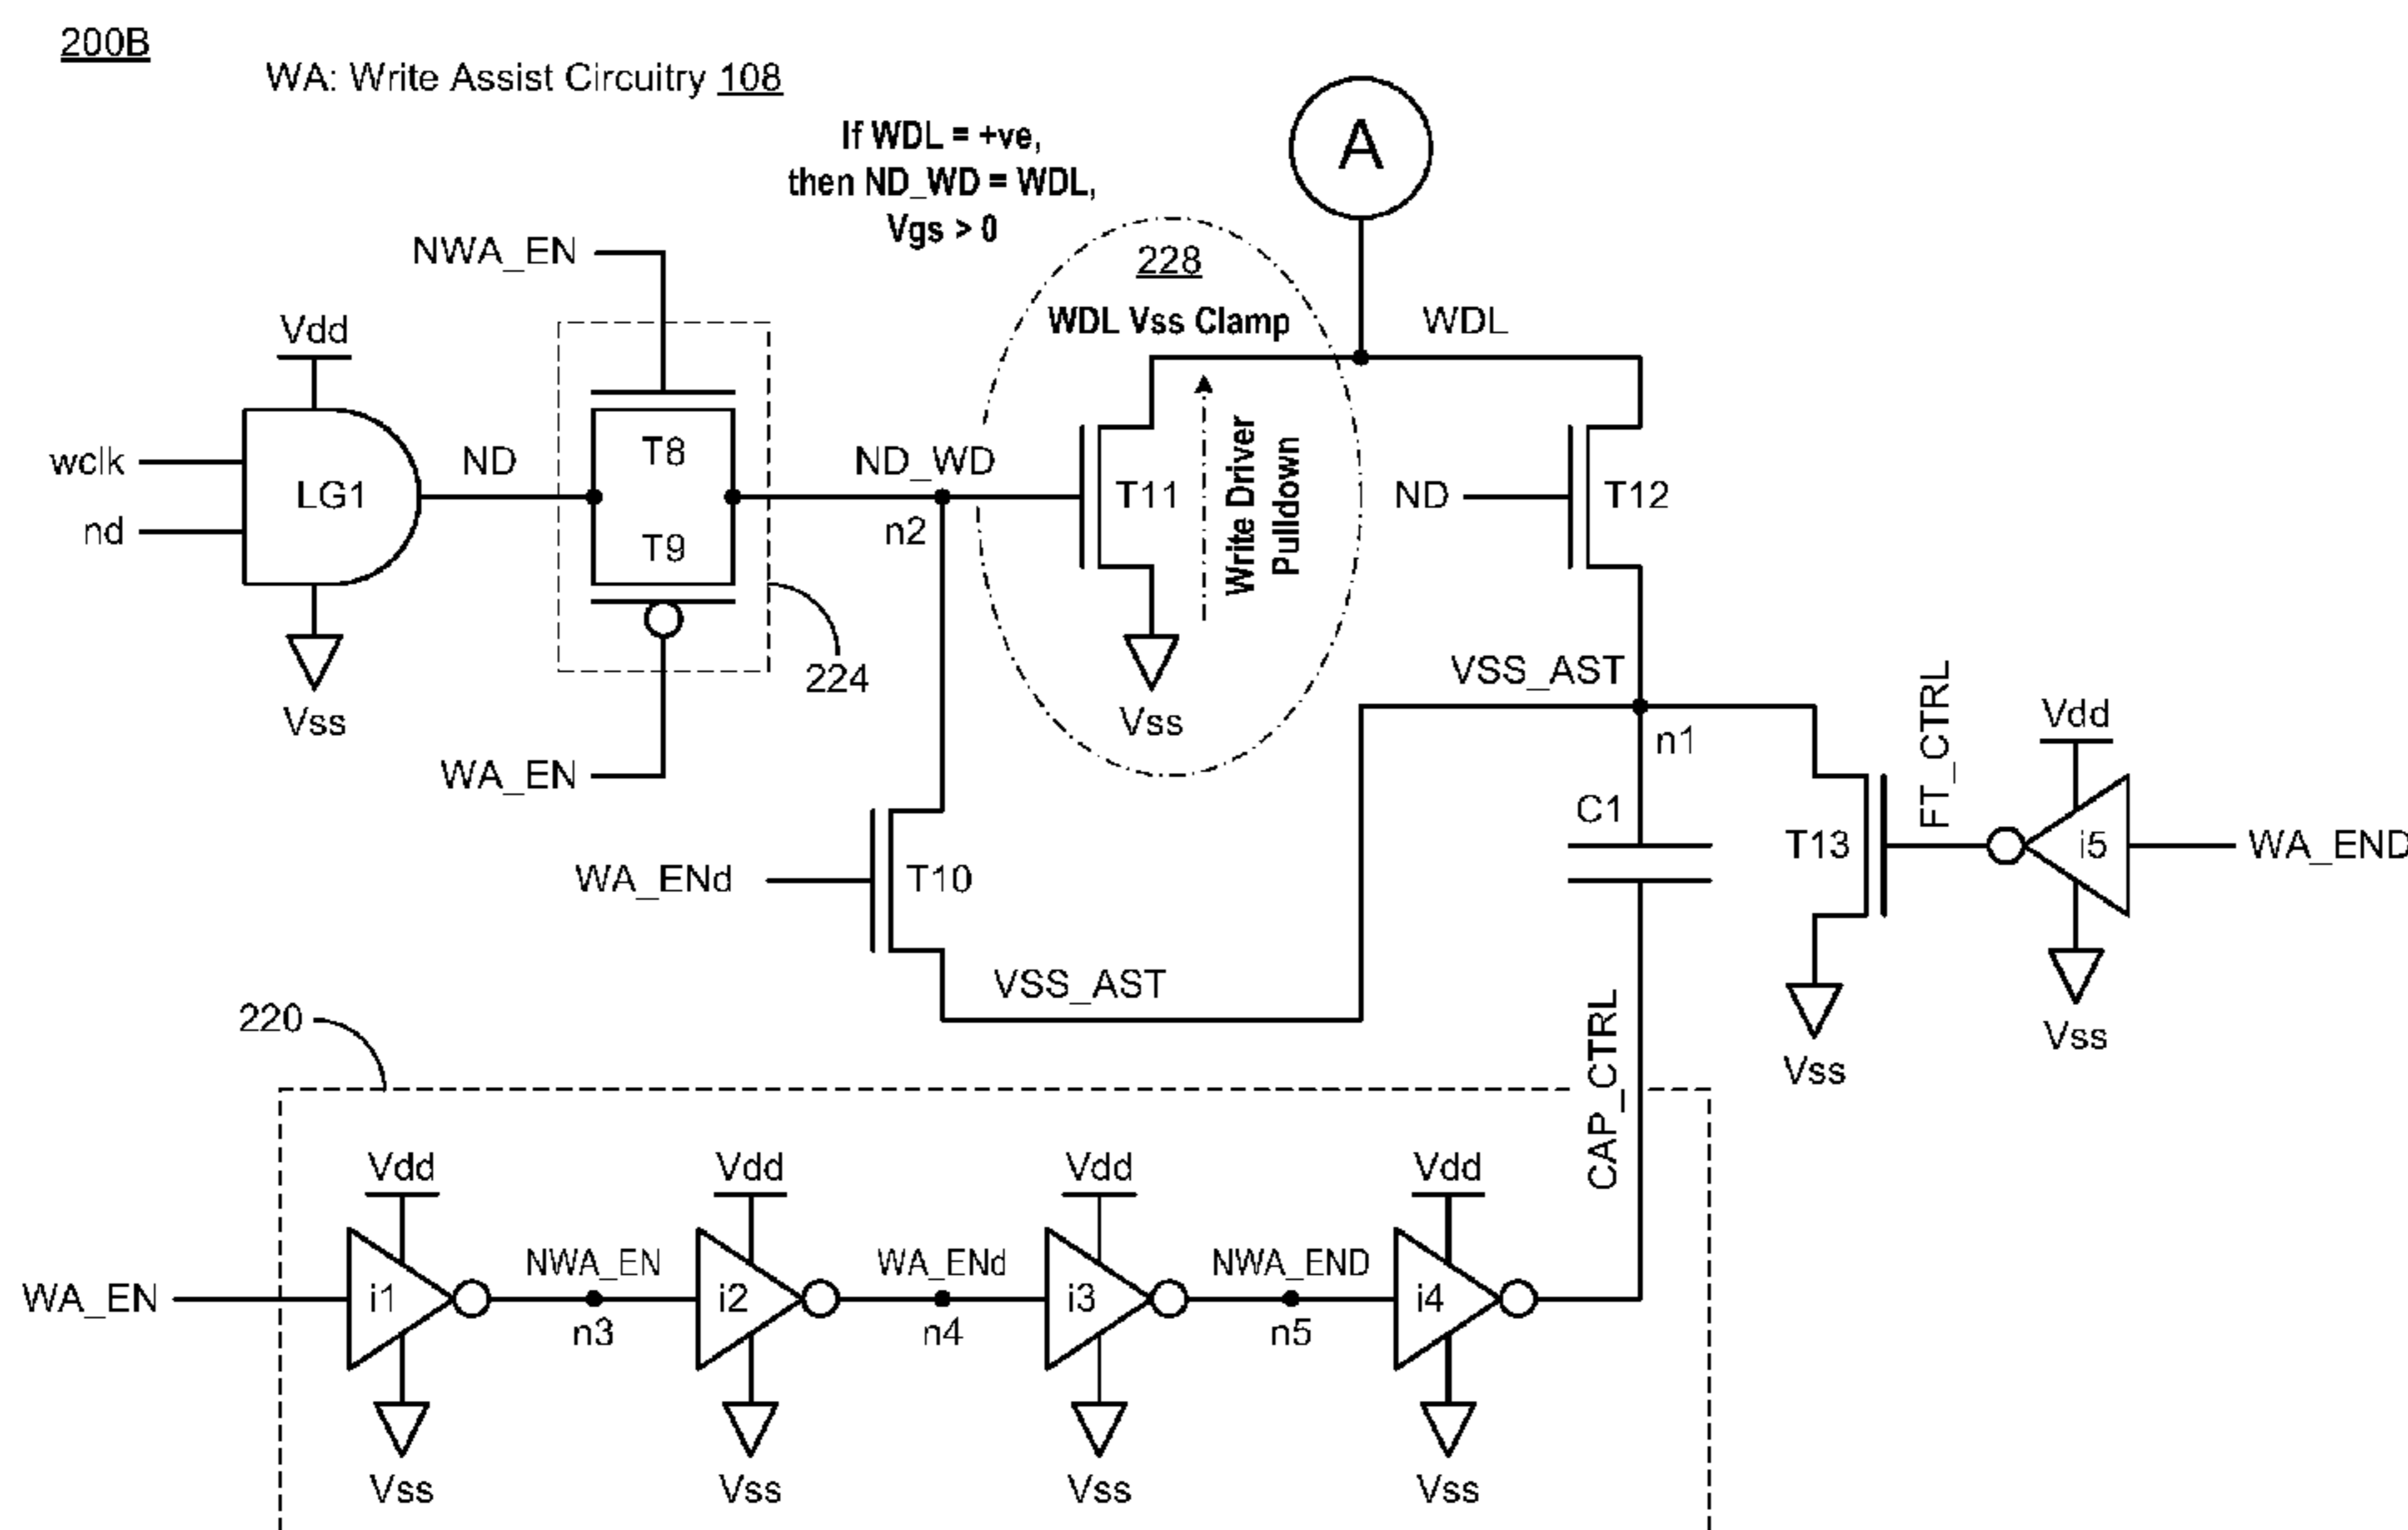 200B
WA: Write Assist Circuitry 108
If WDL = +ve,
then ND_WD = WDL,
Vgs > 0
A
NWA_EN
228
WDL Vss Clamp
WDL
Vdd
wclk
nd
LG1
ND
T8
T9
ND_WD
n2
T11
Write Driver
Pulldown
ND
T12
Vss
224
Vss
VSS_AST
n1
WA_EN
FT_CTRL
Vdd
C1
T13
i5
WA_END
WA_ENd
T10
VSS_AST
Vss
Vss
220
CAP_CTRL
Vdd
Vdd
Vdd
Vdd
WA_EN
i1
NWA_EN
n3
i2
WA_ENd
n4
i3
NWA_END
n5
i4
Vss
Vss
Vss
Vss